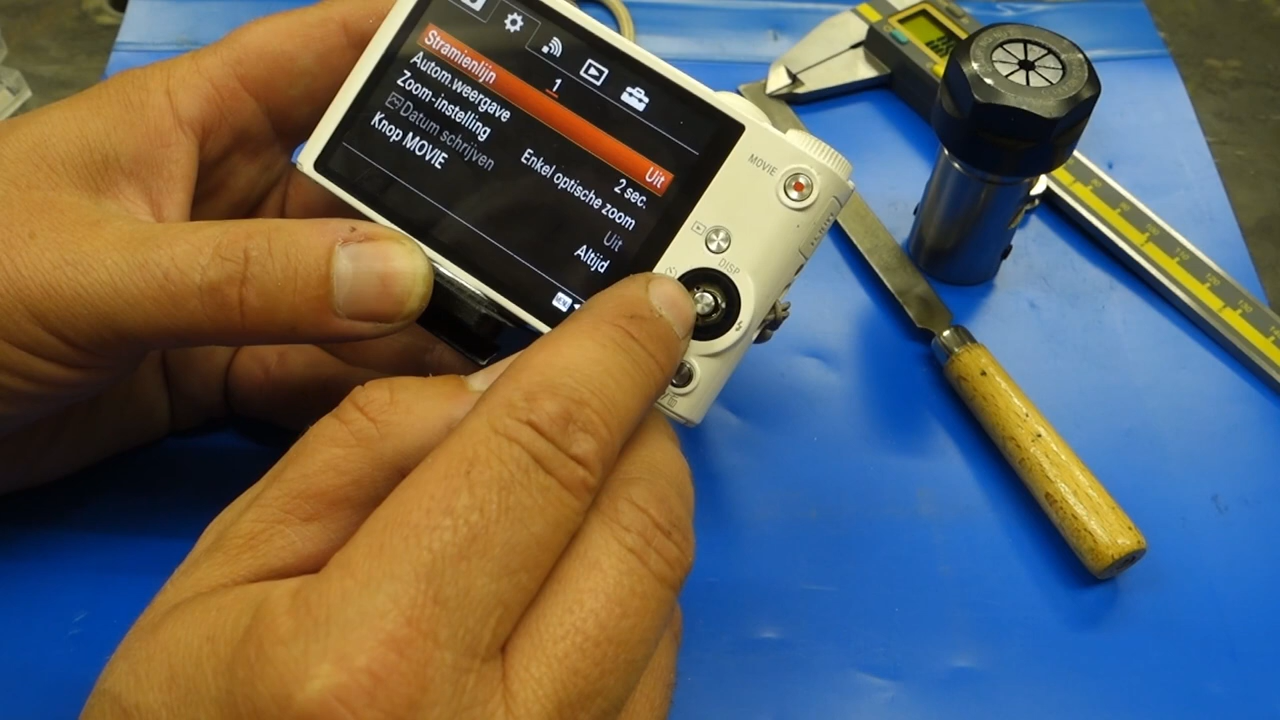 1
Stramienlijn Uit
Autom.weergave 2 sec.
Zoom-instelling Enkel optische zoom
Datum schrijven Uit
Knop MOVIE Altijd
MENU
MOVIE
DISP